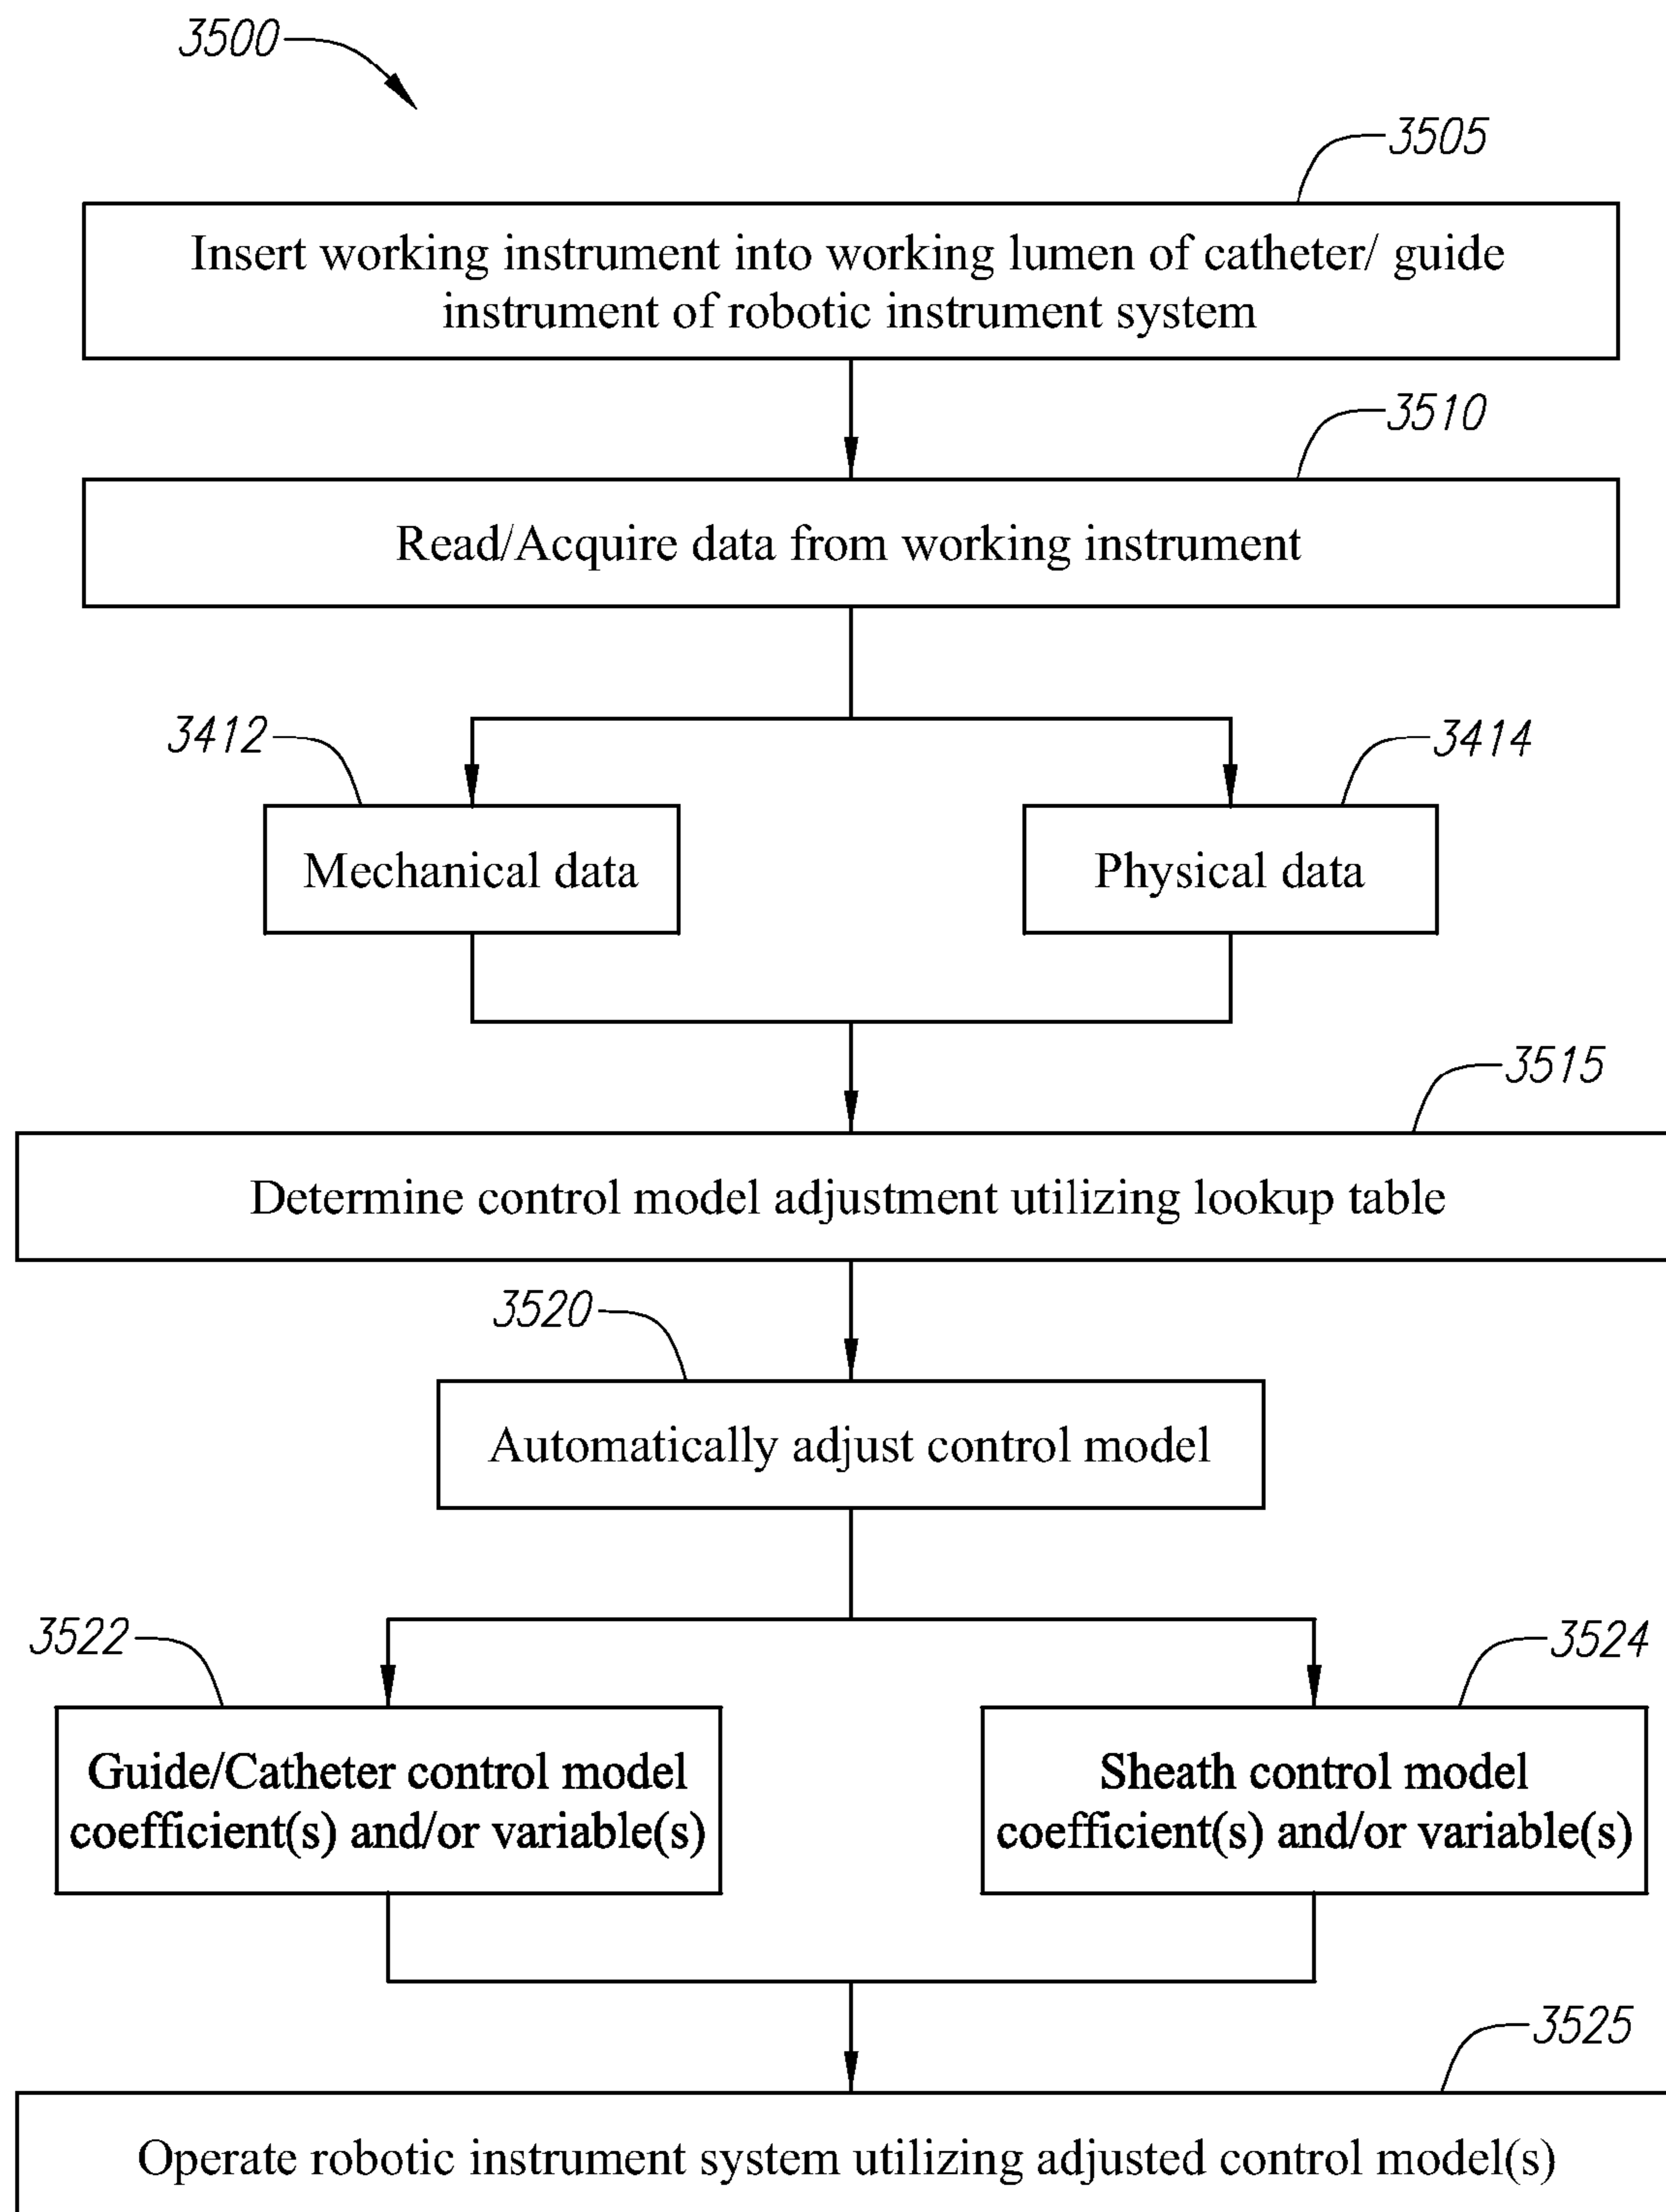 3500
3505
Insert working instrument into working lumen of catheter/ guide
instrument of robotic instrument system
3510
Read/Acquire data from working instrument
3412
3414
Mechanical data
Physical data
3515
Determine control model adjustment utilizing lookup table
3520
Automatically adjust control model
3522
3524
Guide/Catheter control model
coefficient(s) and/or variable(s)
Sheath control model
coefficient(s) and/or variable(s)
3525
Operate robotic instrument system utilizing adjusted control model(s)